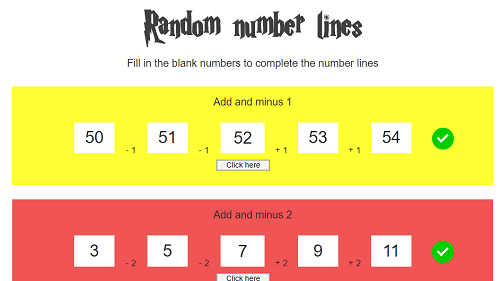 Random number lines
Fill in the blank numbers to complete the number lines
Add and minus 1
50 - 1 51 - 1 52 + 1 53 + 1 54
Click here
Add and minus 2
3 - 2 5 - 2 7 + 2 9 + 2 11
Click here